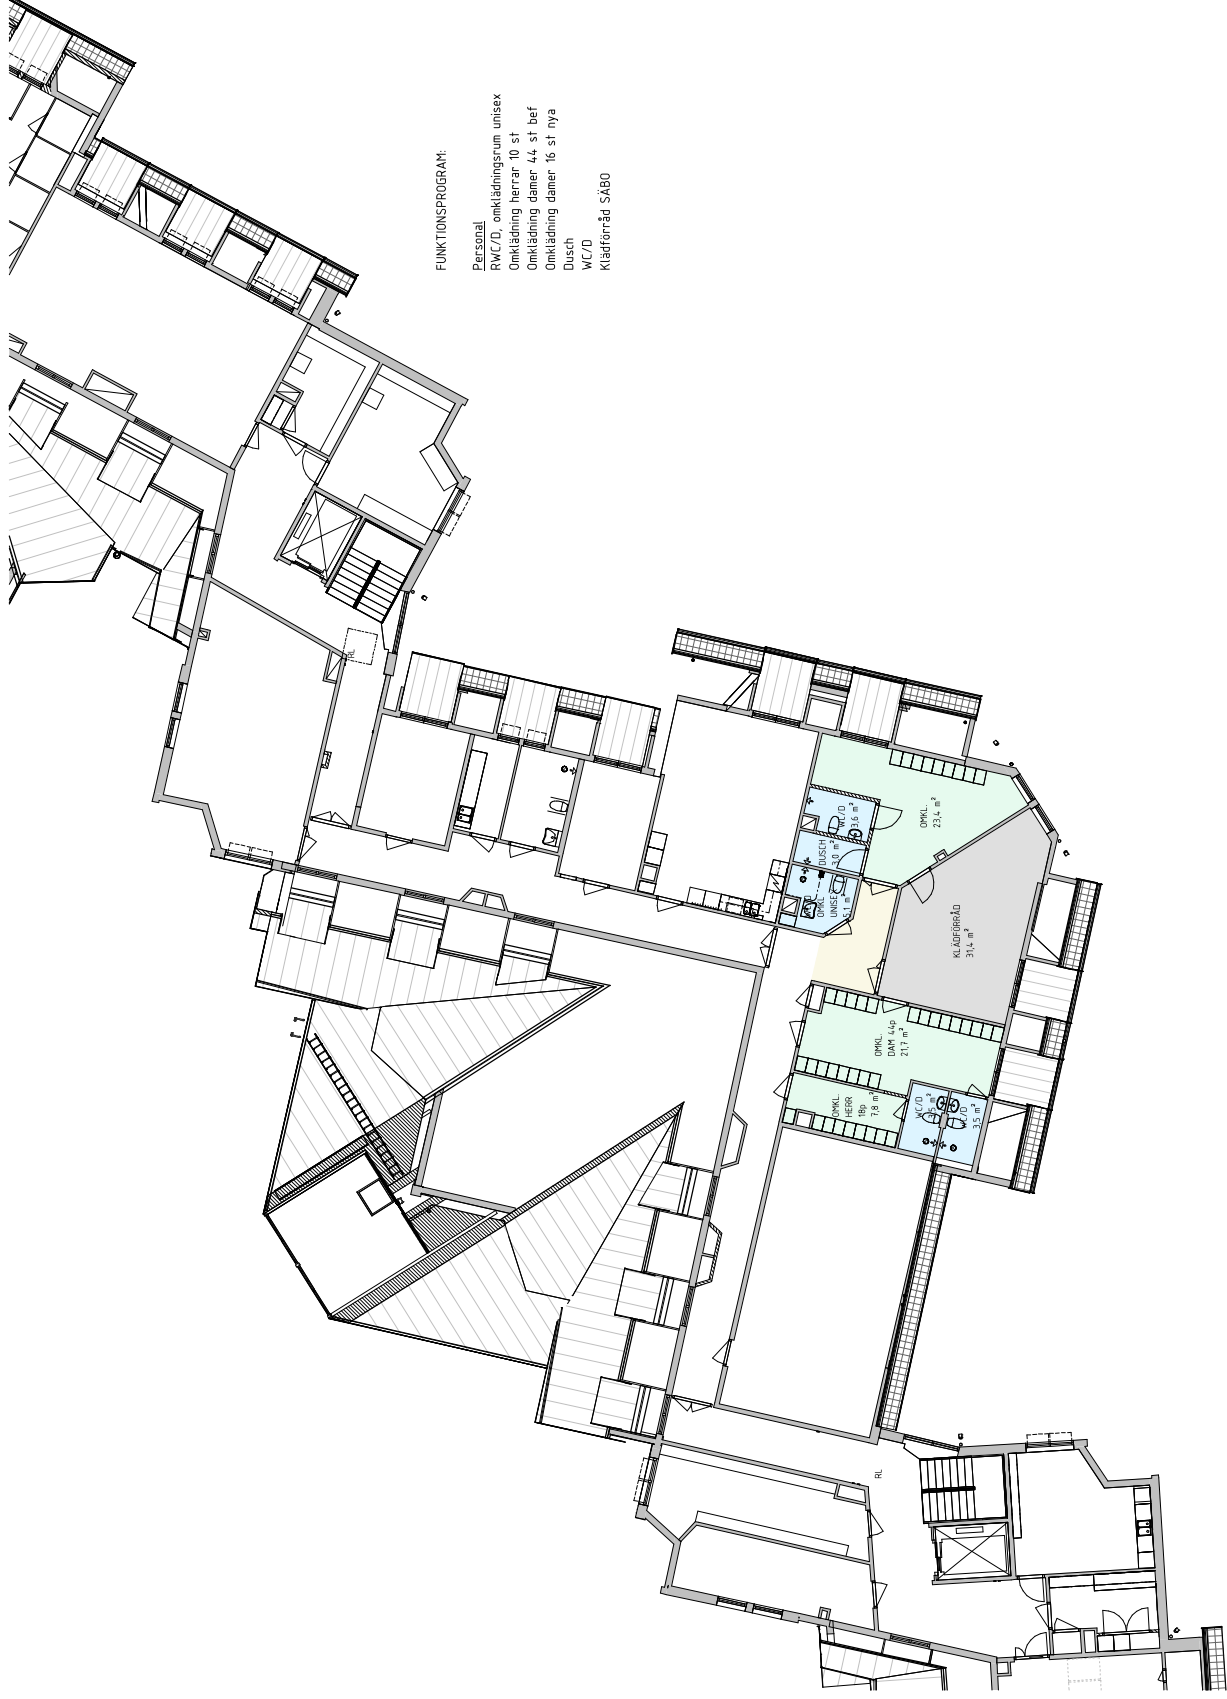 FUNKTIONSPROGRAM:
Personal
RWC/D, omklädningsrum unisex
Omklädning herrar 10 st
Omklädning damer 44 st bef
Omklädning damer 16 st nya
Dusch
WC/D
Klädförråd SÄBO
RL
OMKL.
23,4 m²
WC/D
3,6 m²
DUSCH
3,0 m²
OMKL
UNISEX
5,1 m²
KLÄDFÖRRÅD
31,4 m²
OMKL.
DAM 44p
21,7 m²
OMKL.
HERR
18p
7,8 m²
WC/D
WC/D
3,5 m²
RL